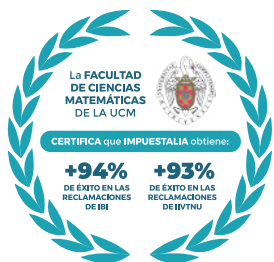 La FACULTAD
DE CIENCIAS
MATEMÁTICAS
DE LA UCM
CERTIFICA que IMPUESTALIA obtiene:
+94% +93%
DE ÉXITO EN LAS DE ÉXITO EN LAS
RECLAMACIONES RECLAMACIONES
DE IBI DE IIVTNU